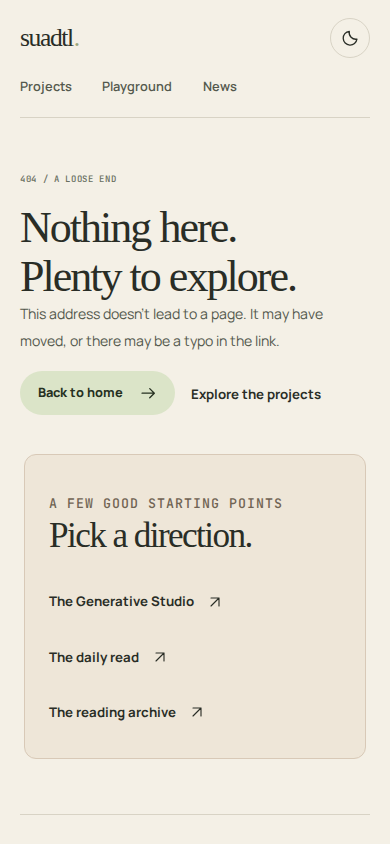 suadtl.
Projects Playground News
404 / A LOOSE END
Nothing here.
Plenty to explore.
This address doesn't lead to a page. It may have
moved, or there may be a typo in the link.
Back to home → Explore the projects
A FEW GOOD STARTING POINTS
Pick a direction.
The Generative Studio ↗
The daily read ↗
The reading archive ↗